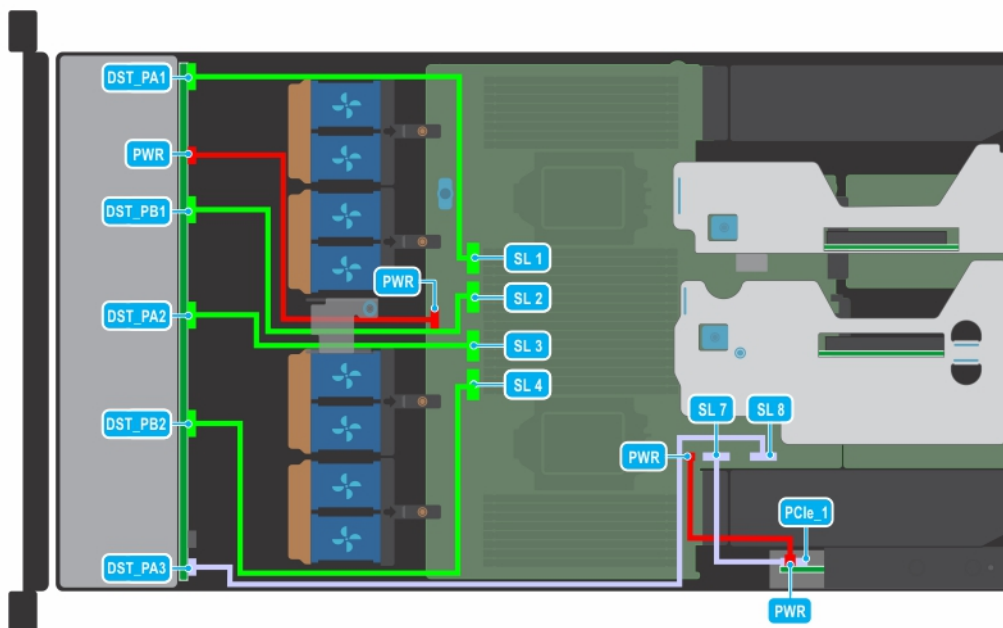 DST_PA1
PWR
DST_PB1
SL 1
PWR
SL 2
DST_PA2
SL 3
SL 4
SL 7
SL 8
DST_PB2
PWR
PCIe_1
DST_PA3
PWR